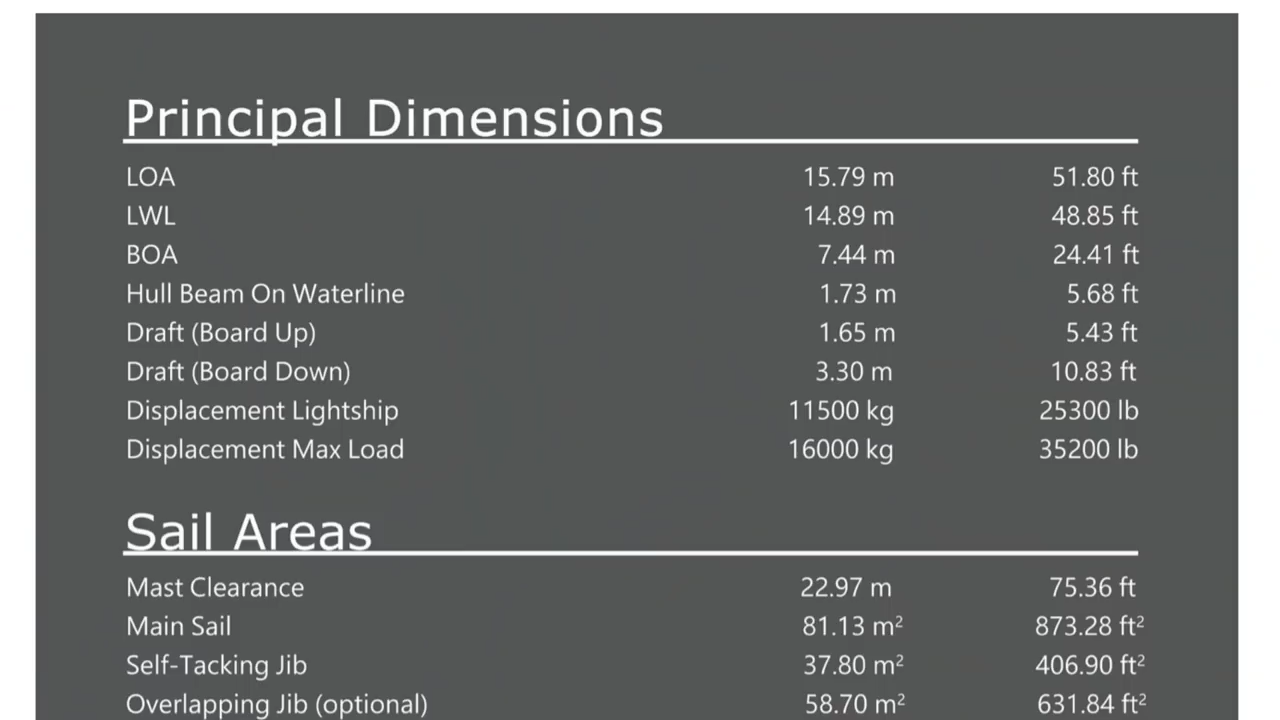 Principal Dimensions
LOA 15.79 m 51.80 ft
LWL 14.89 m 48.85 ft
BOA 7.44 m 24.41 ft
Hull Beam On Waterline 1.73 m 5.68 ft
Draft (Board Up) 1.65 m 5.43 ft
Draft (Board Down) 3.30 m 10.83 ft
Displacement Lightship 11500 kg 25300 lb
Displacement Max Load 16000 kg 35200 lb
Sail Areas
Mast Clearance 22.97 m 75.36 ft
Main Sail 81.13 m² 873.28 ft²
Self-Tacking Jib 37.80 m² 406.90 ft²
Overlapping Jib (optional) 58.70 m² 631.84 ft²